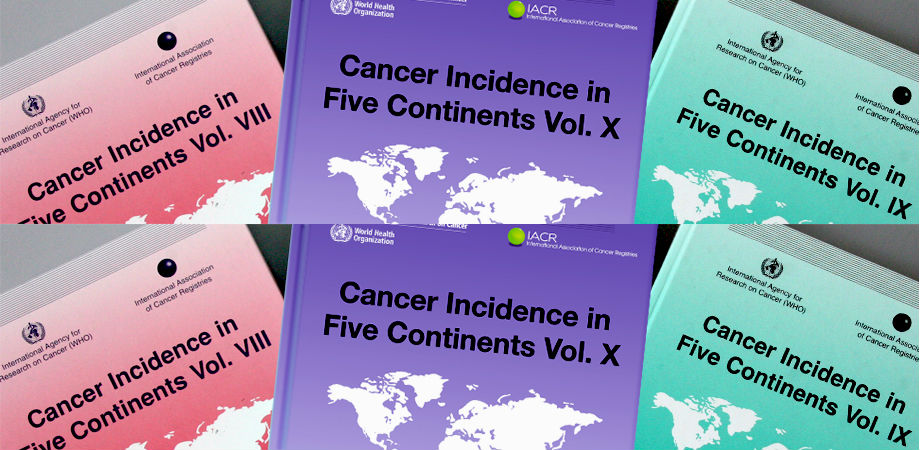 International Association
of Cancer Registries
International Agency for
Research on Cancer (WHO)
Cancer Incidence in
Five Continents Vol. VIII
World Health
Organization
IACR
International Association of Cancer Registries
Cancer Incidence in
Five Continents Vol. X
International Agency for
Research on Cancer (WHO)
International Association
of Cancer Registries
Cancer Incidence in
Five Continents Vol. IX
International Association
of Cancer Registries
International Agency for
Research on Cancer (WHO)
Cancer Incidence in
Five Continents Vol. VIII
on Cancer
World Health
Organization
IACR
International Association of Cancer Registries
Cancer Incidence in
Five Continents Vol. X
International Agency for
Research on Cancer (WHO)
International Association
of Cancer Registries
Cancer Incidence in
Five Continents Vol. IX